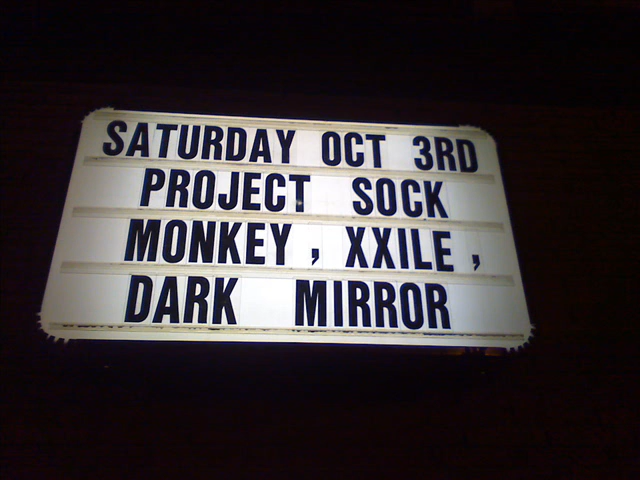 SATURDAY OCT 3RD
PROJECT SOCK
MONKEY, XXILE,
DARK MIRROR